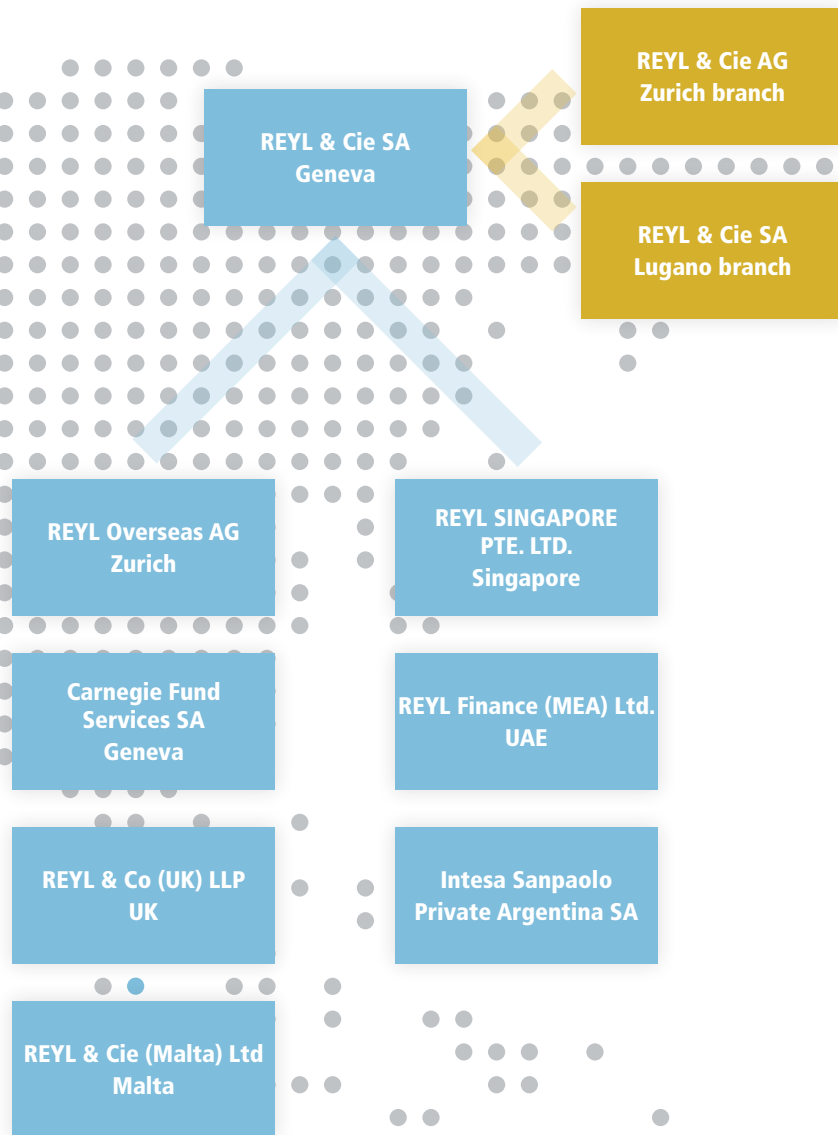 REYL & Cie AG
Zurich branch
REYL & Cie SA
Geneva
REYL & Cie SA
Lugano branch
REYL Overseas AG
Zurich
REYL SINGAPORE
PTE. LTD.
Singapore
Carnegie Fund
Services SA
Geneva
REYL Finance (MEA) Ltd.
UAE
REYL & Co (UK) LLP
UK
Intesa Sanpaolo
Private Argentina SA
REYL & Cie (Malta) Ltd
Malta